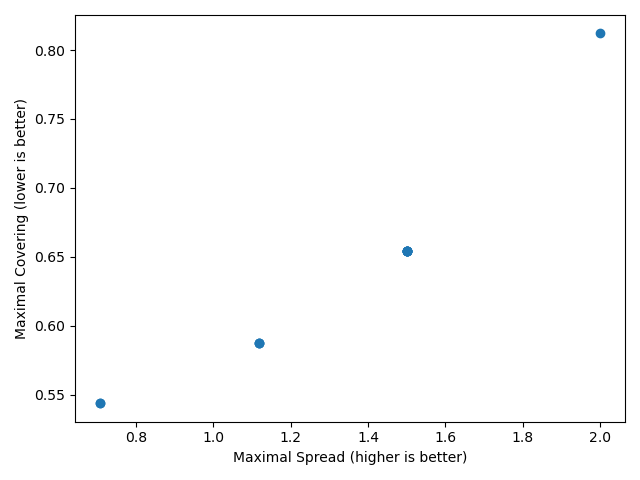 0.80
0.75
0.70
0.65
0.60
0.55
Maximal Covering (lower is better)
0.8 1.0 1.2 1.4 1.6 1.8 2.0
Maximal Spread (higher is better)